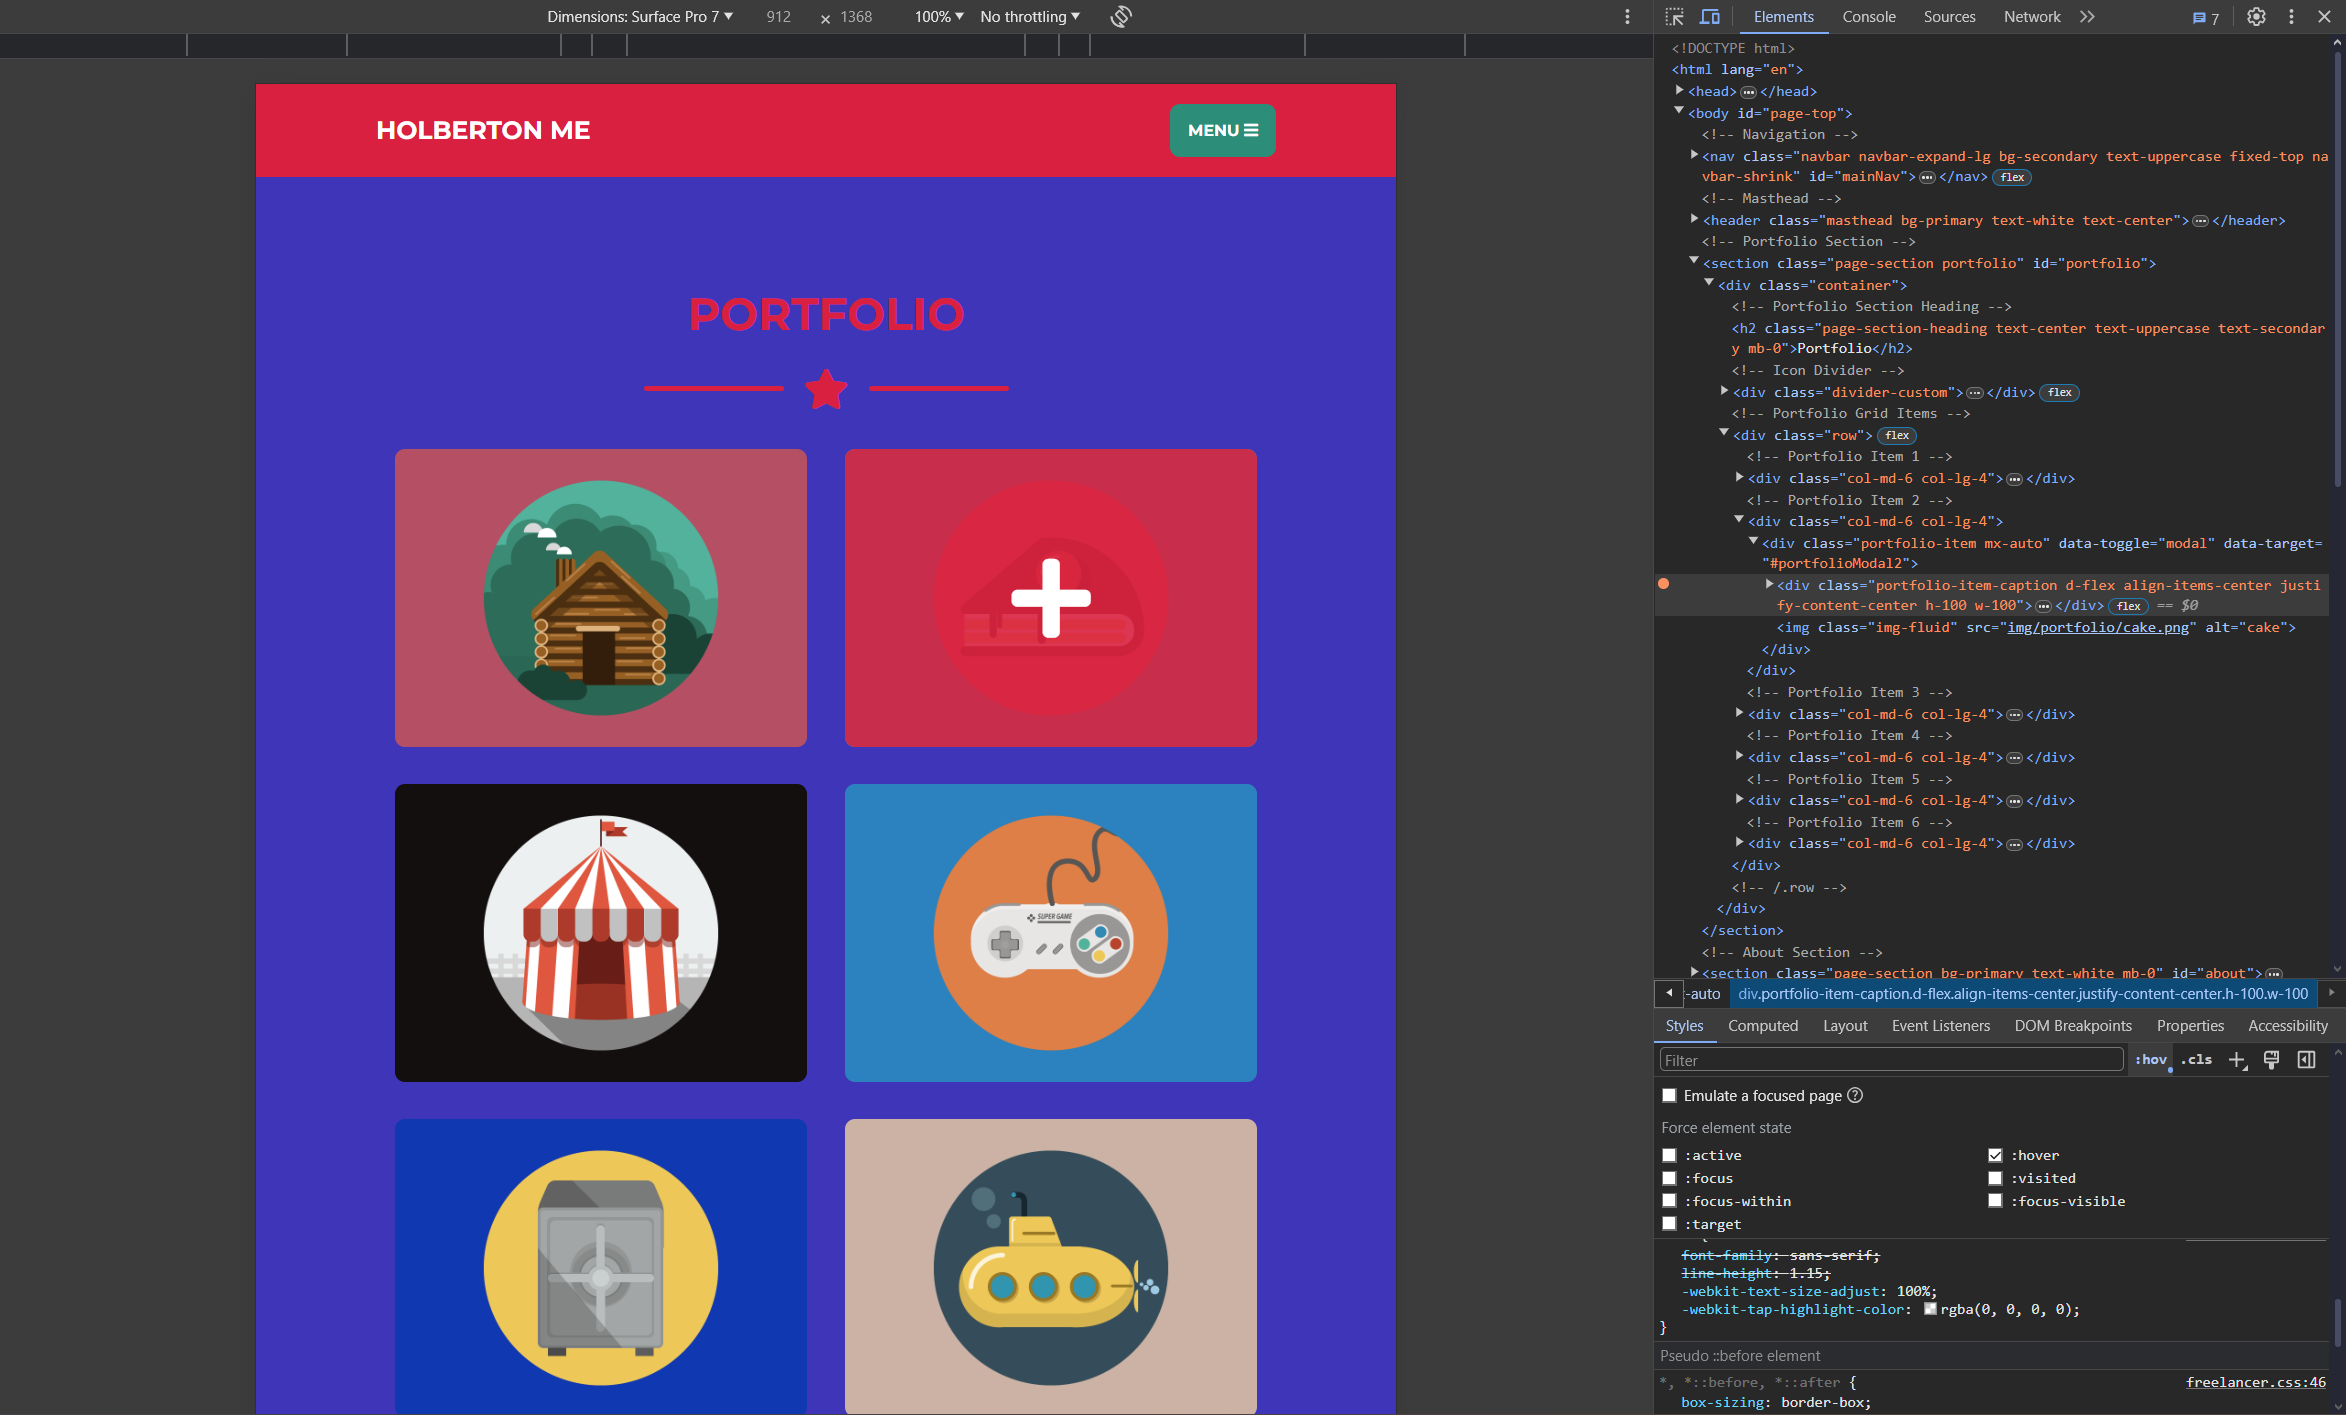 Dimensions: Surface Pro 7 ▼ 912 × 1368 100% ▼ No throttling ▼
Elements Console Sources Network 7
HOLBERTON ME
MENU
PORTFOLIO
SUPER GAME
<!DOCTYPE html>
<html lang="en">
<head> ••• </head>
<body id="page-top">
<!-- Navigation -->
<nav class="navbar navbar-expand-lg bg-secondary text-uppercase fixed-top na
vbar-shrink" id="mainNav"> ••• </nav> flex
<!-- Masthead -->
<header class="masthead bg-primary text-white text-center"> ••• </header>
<!-- Portfolio Section -->
<section class="page-section portfolio" id="portfolio">
<div class="container">
<!-- Portfolio Section Heading -->
<h2 class="page-section-heading text-center text-uppercase text-secondar
y mb-0">Portfolio</h2>
<!-- Icon Divider -->
<div class="divider-custom"> ••• </div> flex
<!-- Portfolio Grid Items -->
<div class="row"> flex
<!-- Portfolio Item 1 -->
<div class="col-md-6 col-lg-4"> ••• </div>
<!-- Portfolio Item 2 -->
<div class="col-md-6 col-lg-4">
<div class="portfolio-item mx-auto" data-toggle="modal" data-target=
"#portfolioModal2">
<div class="portfolio-item-caption d-flex align-items-center justi
fy-content-center h-100 w-100"> ••• </div> flex == $0
<img class="img-fluid" src="img/portfolio/cake.png" alt="cake">
</div>
</div>
<!-- Portfolio Item 3 -->
<div class="col-md-6 col-lg-4"> ••• </div>
<!-- Portfolio Item 4 -->
<div class="col-md-6 col-lg-4"> ••• </div>
<!-- Portfolio Item 5 -->
<div class="col-md-6 col-lg-4"> ••• </div>
<!-- Portfolio Item 6 -->
<div class="col-md-6 col-lg-4"> ••• </div>
</div>
<!-- /.row -->
</div>
</section>
<!-- About Section -->
<section class="page-section bg-primary text-white mb-0" id="about"> •••
-auto div.portfolio-item-caption.d-flex.align-items-center.justify-content-center.h-100.w-100
Styles Computed Layout Event Listeners DOM Breakpoints Properties Accessibility
Filter :hov .cls
Emulate a focused page
Force element state
:active :hover
:focus :visited
:focus-within :focus-visible
:target
{
font-family: sans-serif;
line-height: 1.15;
-webkit-text-size-adjust: 100%;
-webkit-tap-highlight-color: rgba(0, 0, 0, 0);
}
Pseudo ::before element
*, *::before, *::after { freelancer.css:46
box-sizing: border-box;